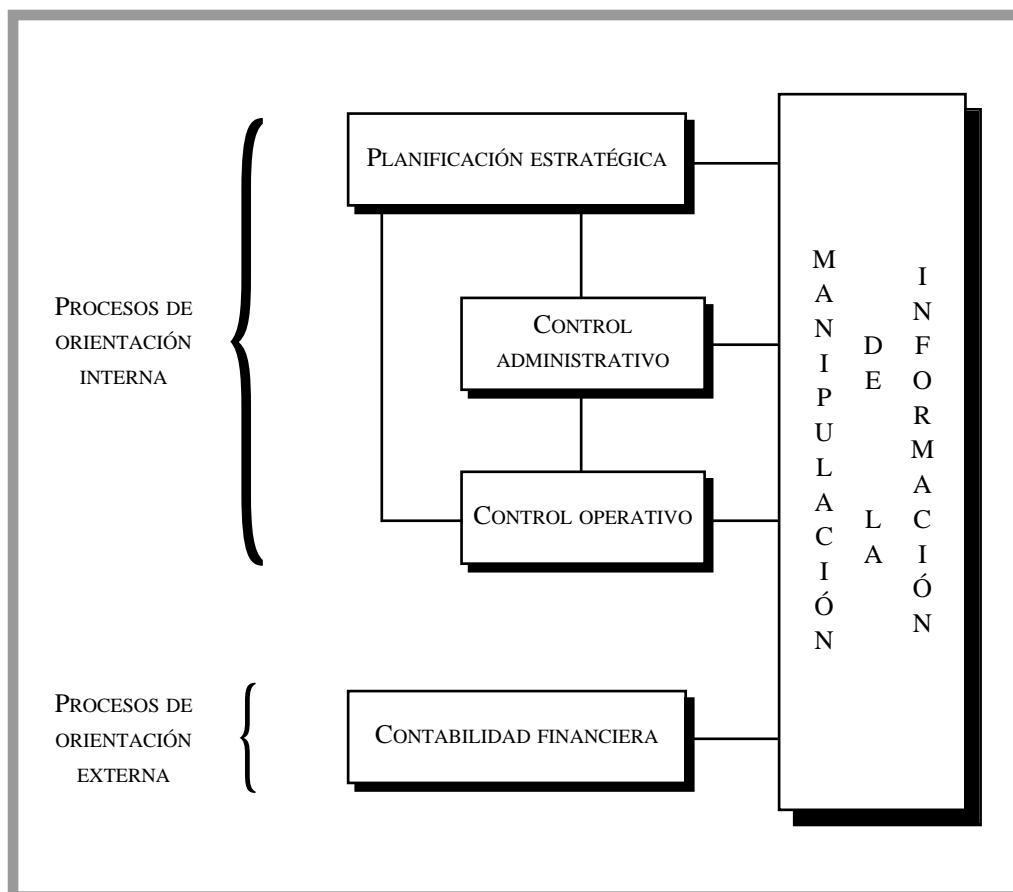 PLANIFICACIÓN ESTRATÉGICA
PROCESOS DE
ORIENTACIÓN
INTERNA
CONTROL
ADMINISTRATIVO
CONTROL OPERATIVO
PROCESOS DE
ORIENTACIÓN
EXTERNA
CONTABILIDAD FINANCIERA
MANIPULACIÓN
DE LA
INFORMACIÓN